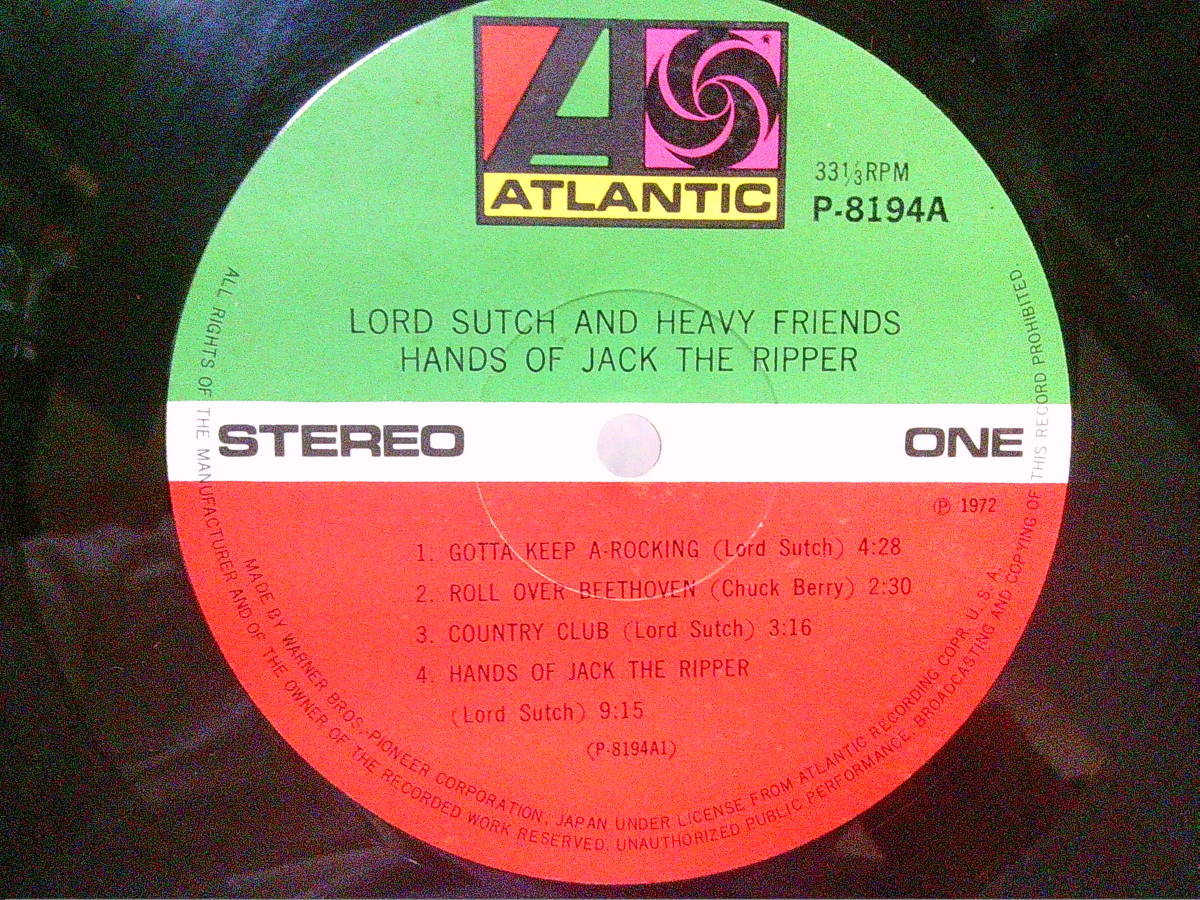 ATLANTIC
33⅓RPM
P-8194A
LORD SUTCH AND HEAVY FRIENDS
HANDS OF JACK THE RIPPER
STEREO
ONE
Ⓟ 1972
1. GOTTA KEEP A-ROCKING (Lord Sutch) 4:28
2. ROLL OVER BEETHOVEN (Chuck Berry) 2:30
3. COUNTRY CLUB (Lord Sutch) 3:16
4. HANDS OF JACK THE RIPPER
(Lord Sutch) 9:15
(P-8194A1)
MADE BY WARNER BROS.-PIONEER CORPORATION, JAPAN UNDER LICENSE FROM ATLANTIC RECORDING COPR. U. S. A.
ALL RIGHTS OF THE MANUFACTURER AND OF THE OWNER OF THE RECORDED WORK RESERVED. UNAUTHORIZED PUBLIC PERFORMANCE, BROADCASTING AND COPYING OF THIS RECORD PROHIBITED.